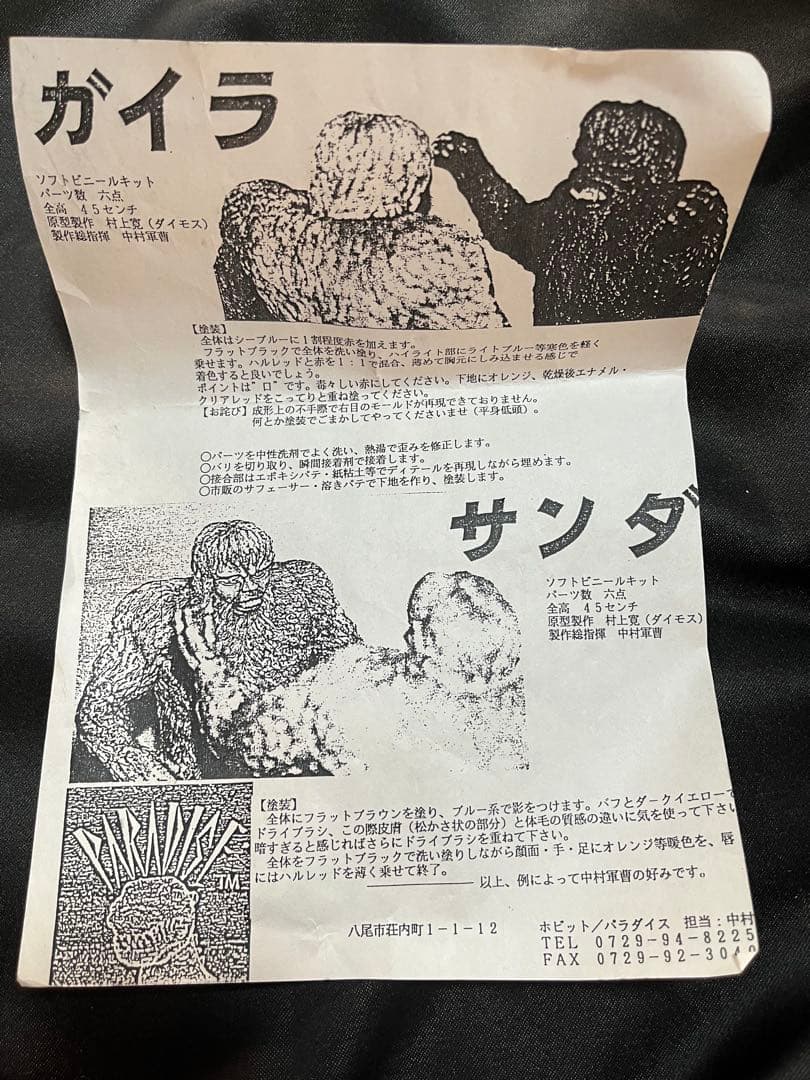 ガイラ
ソフトビニールキット
パーツ数　六点
全高　４５センチ
原型製作　村上寛（ダイモス）
製作総指揮　中村軍曹
【塗装】
全体はシーブルーに１割程度赤を加えます。
フラットブラックで全体を洗い塗り、ハイライト部にライトブルー等寒色を軽く
乗せます。ハルレッドと赤を１：１で混合、薄めて胸元にしみ込ませる感じで
着色すると良いでしょう。
ポイントは”口”です。毒々しい赤にしてください。下地にオレンジ、乾燥後エナメル・
クリアレッドをこってりと重ね塗ってください。
【お詫び】成形上の不手際で右目のモールドが再現できておりません。
何とか塗装でごまかしてやってくださいませ（平身低頭）。
○パーツを中性洗剤でよく洗い、熱湯で歪みを修正します。
○バリを切り取り、瞬間接着剤で接着します。
○接合部はエポキシパテ・紙粘土等でディテールを再現しながら埋めます。
○市販のサフェーサー・溶きパテで下地を作り、塗装します。
サンダ
ソフトビニールキット
パーツ数　六点
全高　４５センチ
原型製作　村上寛（ダイモス）
製作総指揮　中村軍曹
【塗装】
全体にフラットブラウンを塗り、ブルー系で影をつけます。バフとダークイエローで
ドライブラシ、この際皮膚（松かさ状の部分）と体毛の質感の違いに気を使って下さい
暗すぎると感じればさらにドライブラシを重ねて下さい。
全体をフラットブラックで洗い塗りしながら顔面・手・足にオレンジ等暖色を、唇
にはハルレッドを薄く乗せて終了。
以上、例によって中村軍曹の好みです。
PARADISE
TM
八尾市荘内町１－１－１２
ホビット／パラダイス　担当：中村
ＴＥＬ　０７２９－９４－８２２５
ＦＡＸ　０７２９－９２－３０４